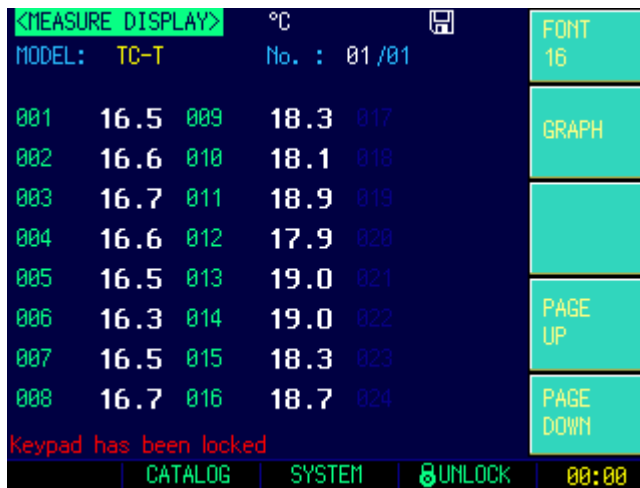 <MEASURE DISPLAY> °C
MODEL: TC-T No. : 01/01
001 16.5 009 18.3 017
002 16.6 010 18.1 018
003 16.7 011 18.9 019
004 16.6 012 17.9 020
005 16.5 013 19.0 021
006 16.3 014 19.0 022
007 16.5 015 18.3 023
008 16.7 016 18.7 024
Keypad has been locked
CATALOG SYSTEM UNLOCK 00:00
FONT
16
GRAPH
PAGE
UP
PAGE
DOWN